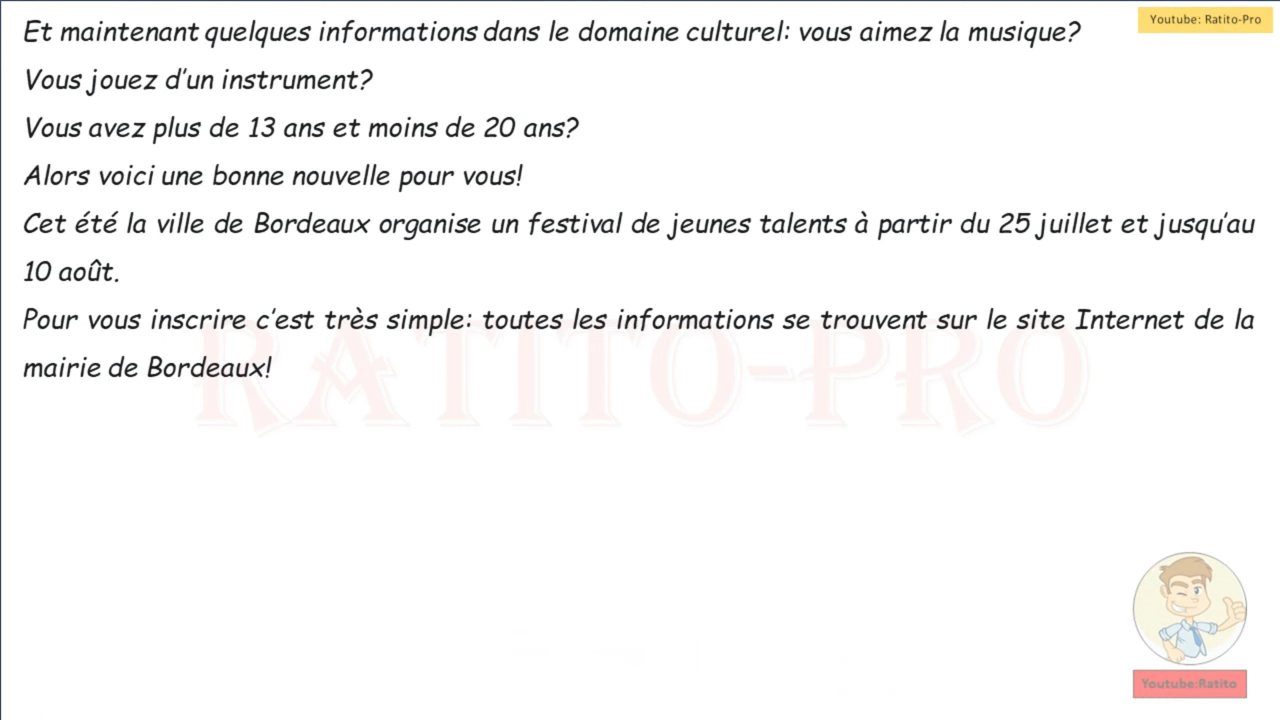 Youtube: Ratito-Pro
Et maintenant quelques informations dans le domaine culturel: vous aimez la musique?
Vous jouez d'un instrument?
Vous avez plus de 13 ans et moins de 20 ans?
Alors voici une bonne nouvelle pour vous!
Cet été la ville de Bordeaux organise un festival de jeunes talents à partir du 25 juillet et jusqu'au
10 août.
Pour vous inscrire c'est très simple: toutes les informations se trouvent sur le site Internet de la
mairie de Bordeaux!
RATITO-PRO
Youtube:Ratito